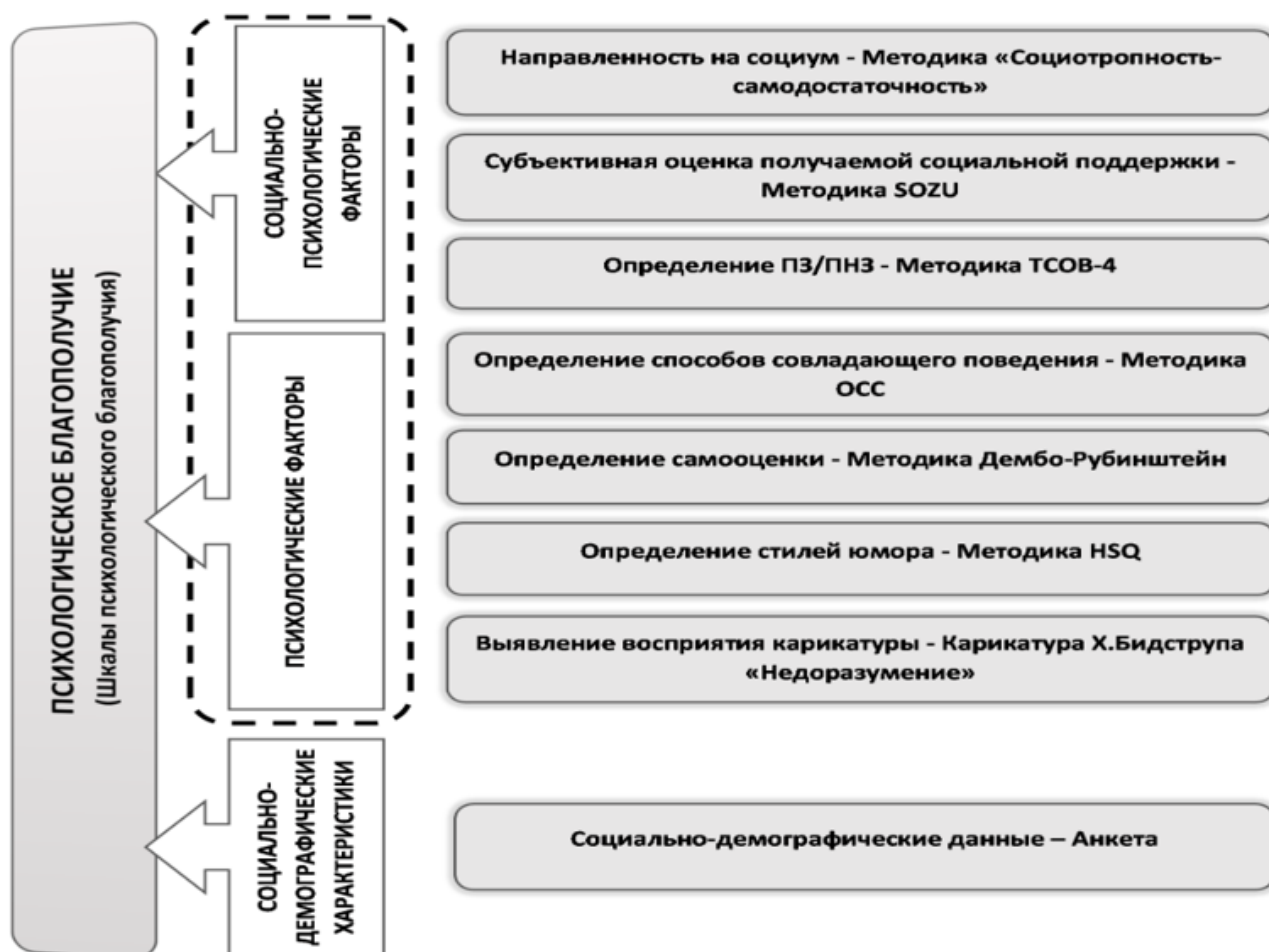 ПСИХОЛОГИЧЕСКОЕ БЛАГОПОЛУЧИЕ
(Шкалы психологического благополучия)
СОЦИАЛЬНО-
ПСИХОЛОГИЧЕСКИЕ
ФАКТОРЫ
ПСИХОЛОГИЧЕСКИЕ ФАКТОРЫ
СОЦИАЛЬНО-
ДЕМОГРАФИЧЕСКИЕ
ХАРАКТЕРИСТИКИ
Направленность на социум - Методика «Социотропность-
самодостаточность»
Субъективная оценка получаемой социальной поддержки -
Методика SOZU
Определение ПЗ/ПНЗ - Методика ТСОВ-4
Определение способов совладающего поведения - Методика
ОСС
Определение самооценки - Методика Дембо-Рубинштейн
Определение стилей юмора - Методика HSQ
Выявление восприятия карикатуры - Карикатура Х.Бидструпа
«Недоразумение»
Социально-демографические данные – Анкета